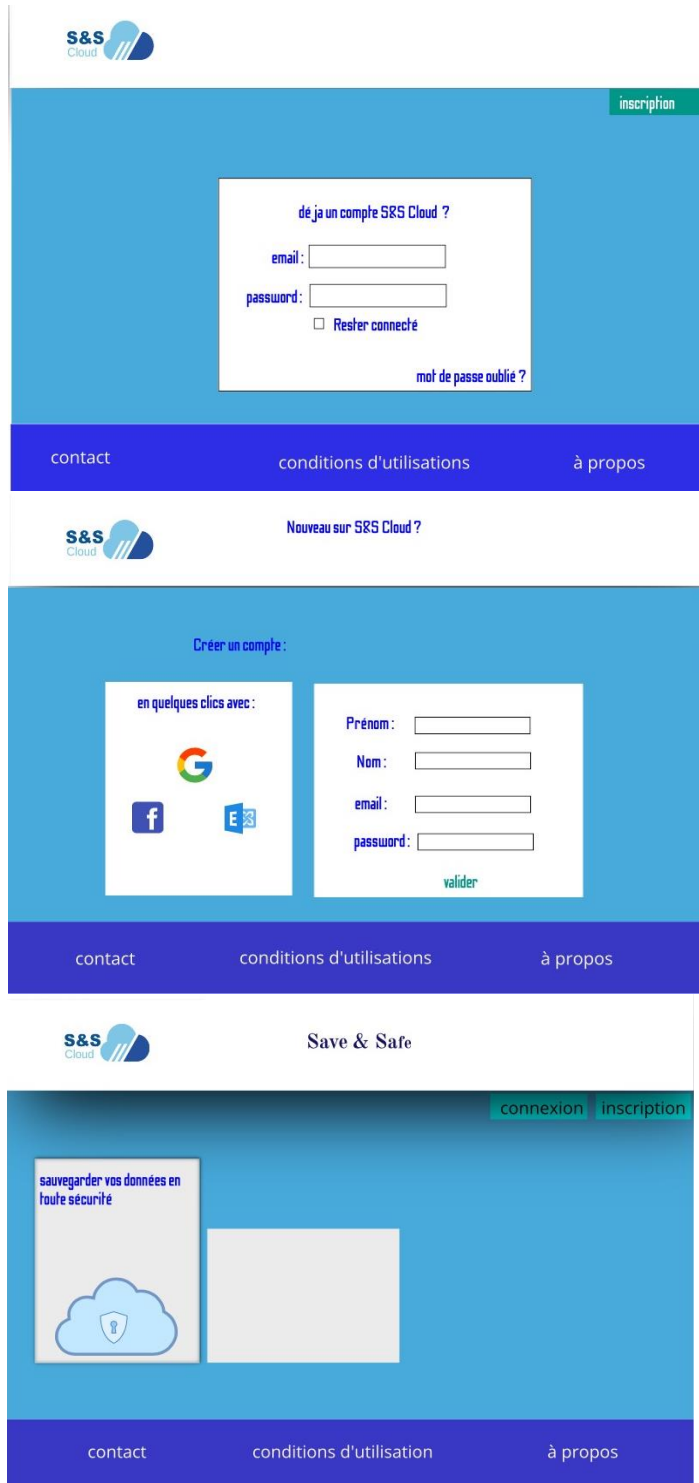 S&S
Cloud
inscription
déja un compte S&S Cloud ?
email :
password :
Rester connecté
mot de passe oublié ?
contact conditions d'utilisations à propos
S&S
Cloud
Nouveau sur S&S Cloud ?
Créer un compte :
en quelques clics avec :
G
f
E
Prénom :
Nom :
email :
password :
valider
contact conditions d'utilisations à propos
S&S
Cloud
Save & Safe
connexion inscription
sauvegarder vos données en
toute sécurité
contact conditions d'utilisation à propos